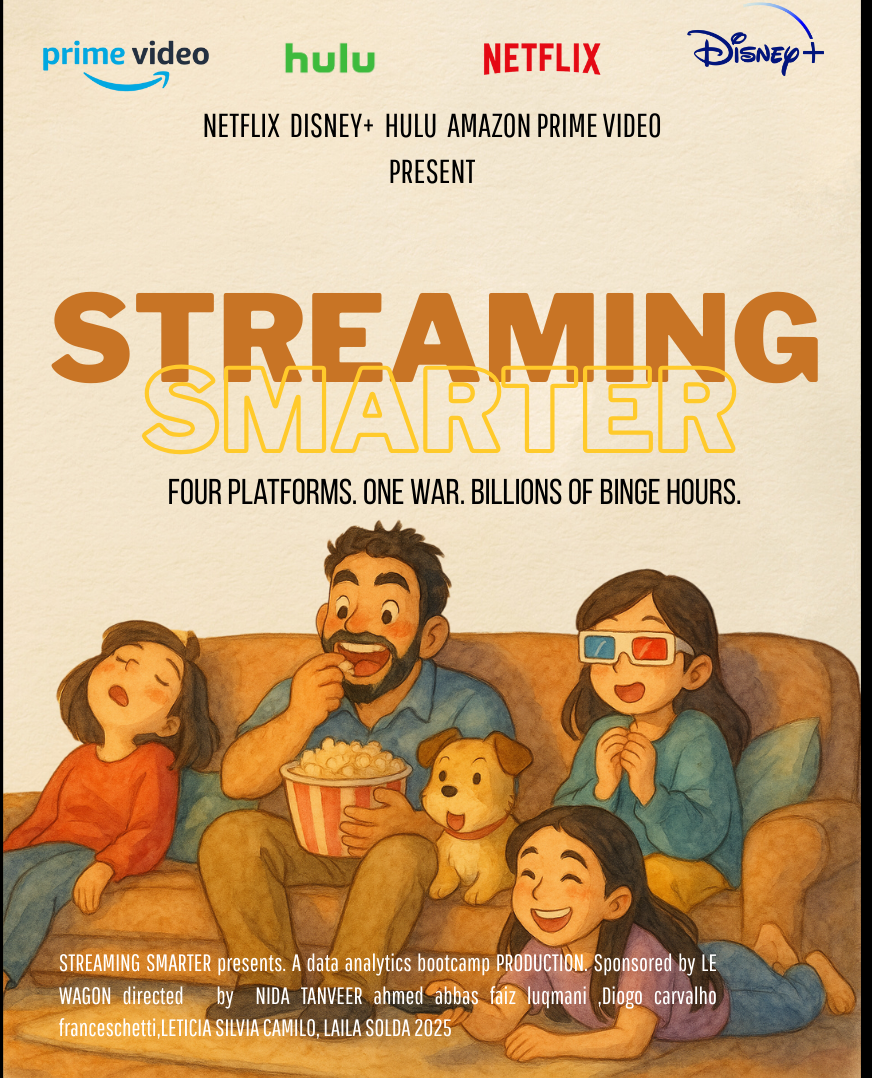 prime video hulu NETFLIX Disney+
NETFLIX DISNEY+ HULU AMAZON PRIME VIDEO
PRESENT
STREAMING
SMARTER
FOUR PLATFORMS. ONE WAR. BILLIONS OF BINGE HOURS.
STREAMING SMARTER presents. A data analytics bootcamp PRODUCTION. Sponsored by LE
WAGON directed by NIDA TANVEER ahmed abbas faiz luqmani ,Diogo carvalho
franceschetti,LETICIA SILVIA CAMILO, LAILA SOLDA 2025